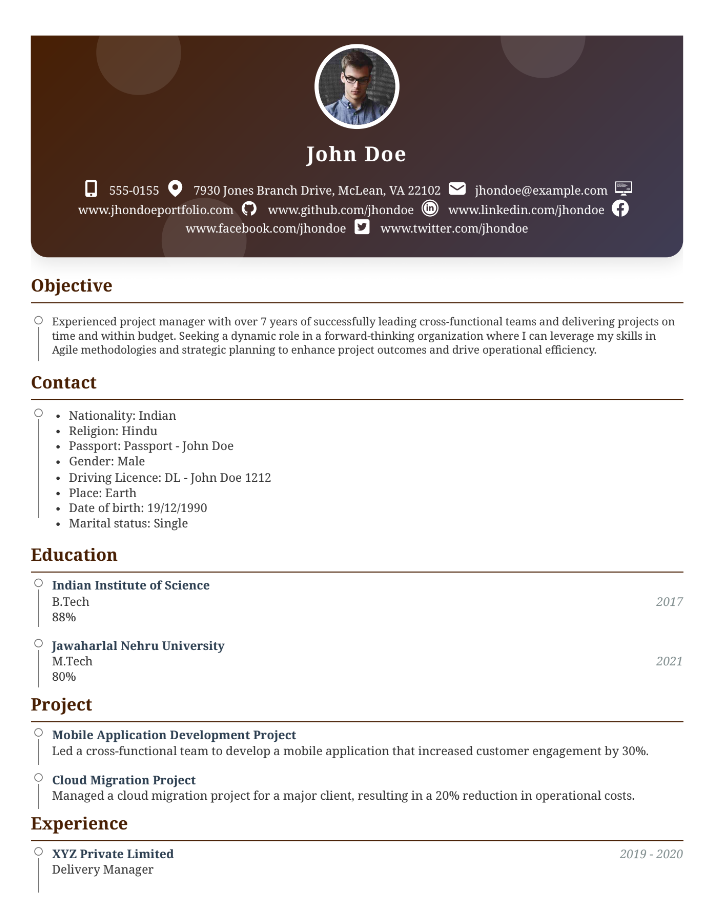 John Doe
555-0155 7930 Jones Branch Drive, McLean, VA 22102 jhondoe@example.com
www.jhondoeportfolio.com www.github.com/jhondoe www.linkedin.com/jhondoe
www.facebook.com/jhondoe www.twitter.com/jhondoe
Objective
Experienced project manager with over 7 years of successfully leading cross-functional teams and delivering projects on
time and within budget. Seeking a dynamic role in a forward-thinking organization where I can leverage my skills in
Agile methodologies and strategic planning to enhance project outcomes and drive operational efficiency.
Contact
• Nationality: Indian
• Religion: Hindu
• Passport: Passport - John Doe
• Gender: Male
• Driving Licence: DL - John Doe 1212
• Place: Earth
• Date of birth: 19/12/1990
• Marital status: Single
Education
Indian Institute of Science
B.Tech 2017
88%
Jawaharlal Nehru University
M.Tech 2021
80%
Project
Mobile Application Development Project
Led a cross-functional team to develop a mobile application that increased customer engagement by 30%.
Cloud Migration Project
Managed a cloud migration project for a major client, resulting in a 20% reduction in operational costs.
Experience
XYZ Private Limited 2019 - 2020
Delivery Manager